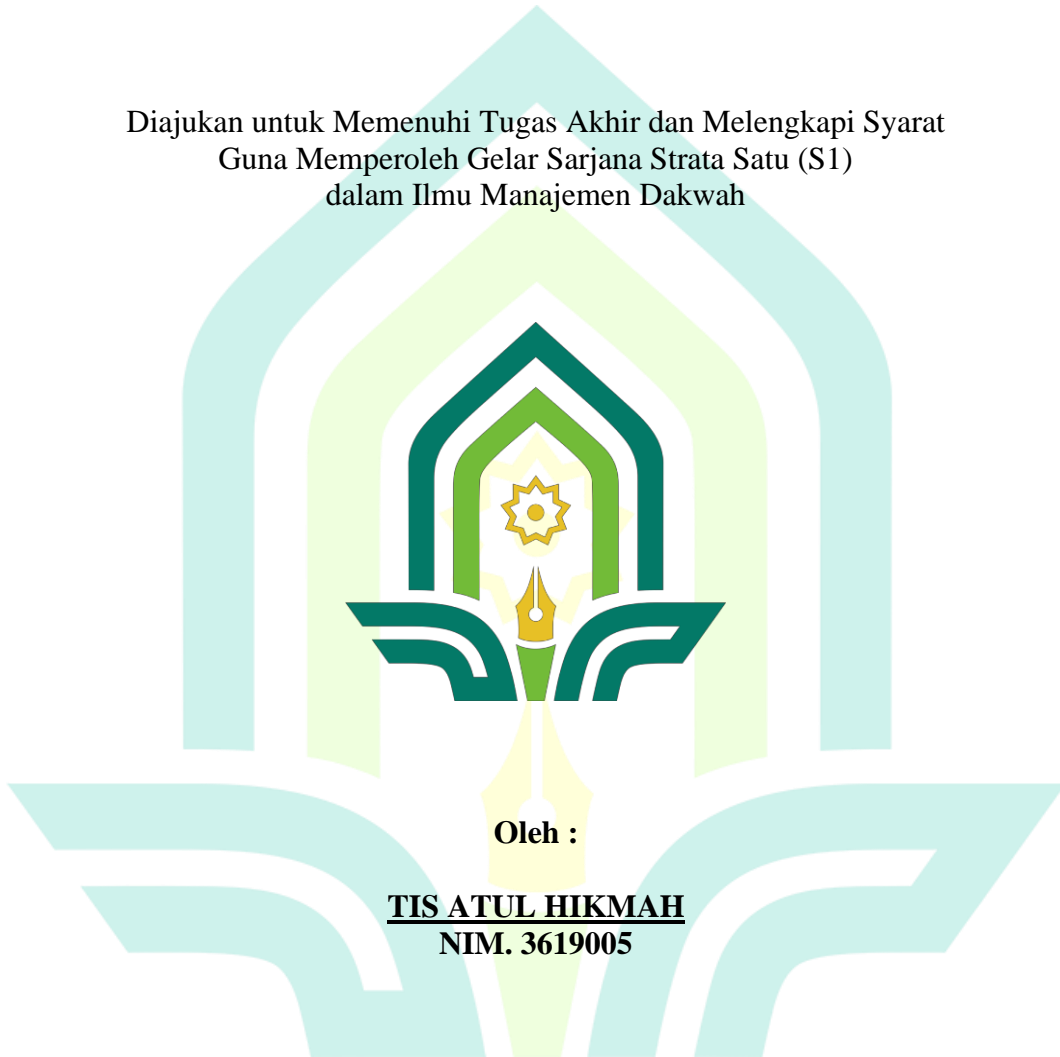 Diajukan untuk Memenuhi Tugas Akhir dan Melengkapi Syarat
Guna Memperoleh Gelar Sarjana Strata Satu (S1)
dalam Ilmu Manajemen Dakwah
Oleh :
TIS ATUL HIKMAH
NIM. 3619005